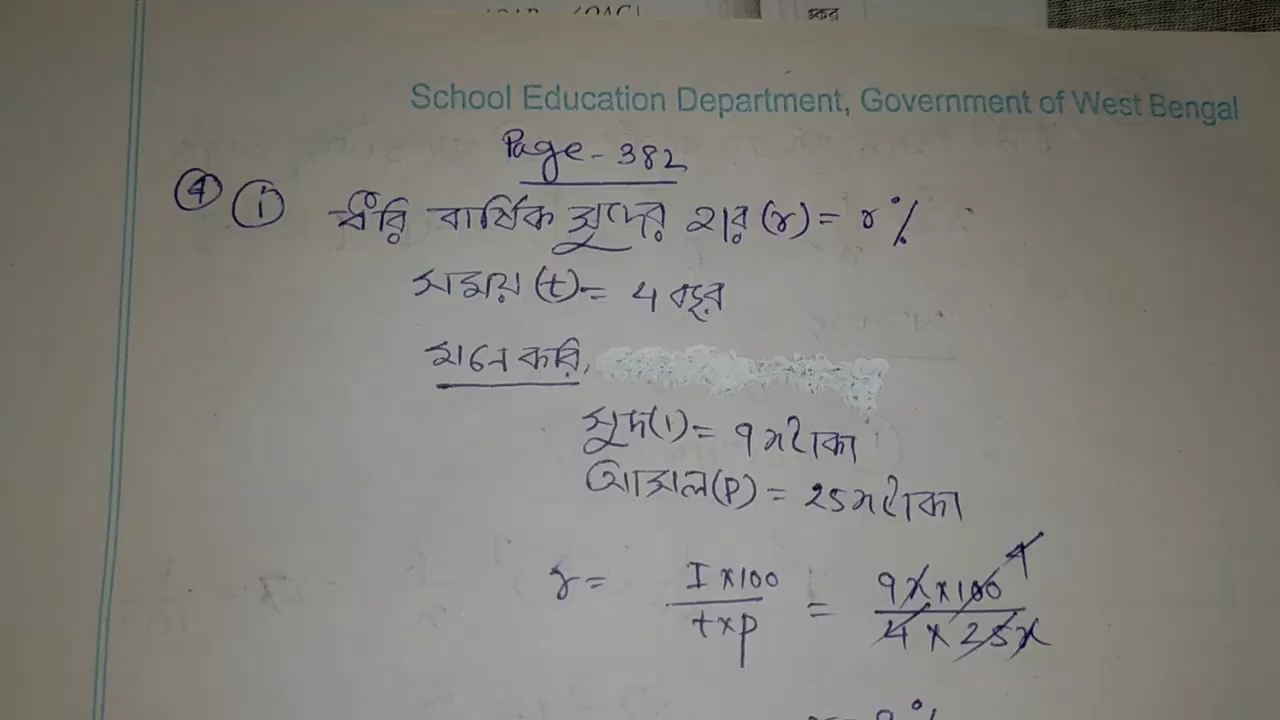 School Education Department, Government of West Bengal
Page - 382
④ ⓘ ধরি বার্ষিক সুদের হার (r) = r%
সময় (t) = 4 বছর
মনে করি,
সুদ (I) = 9x টাকা
আসল (P) = 25x টাকা
r = I×100 / t×p = 9x×100 4 / 4×25x